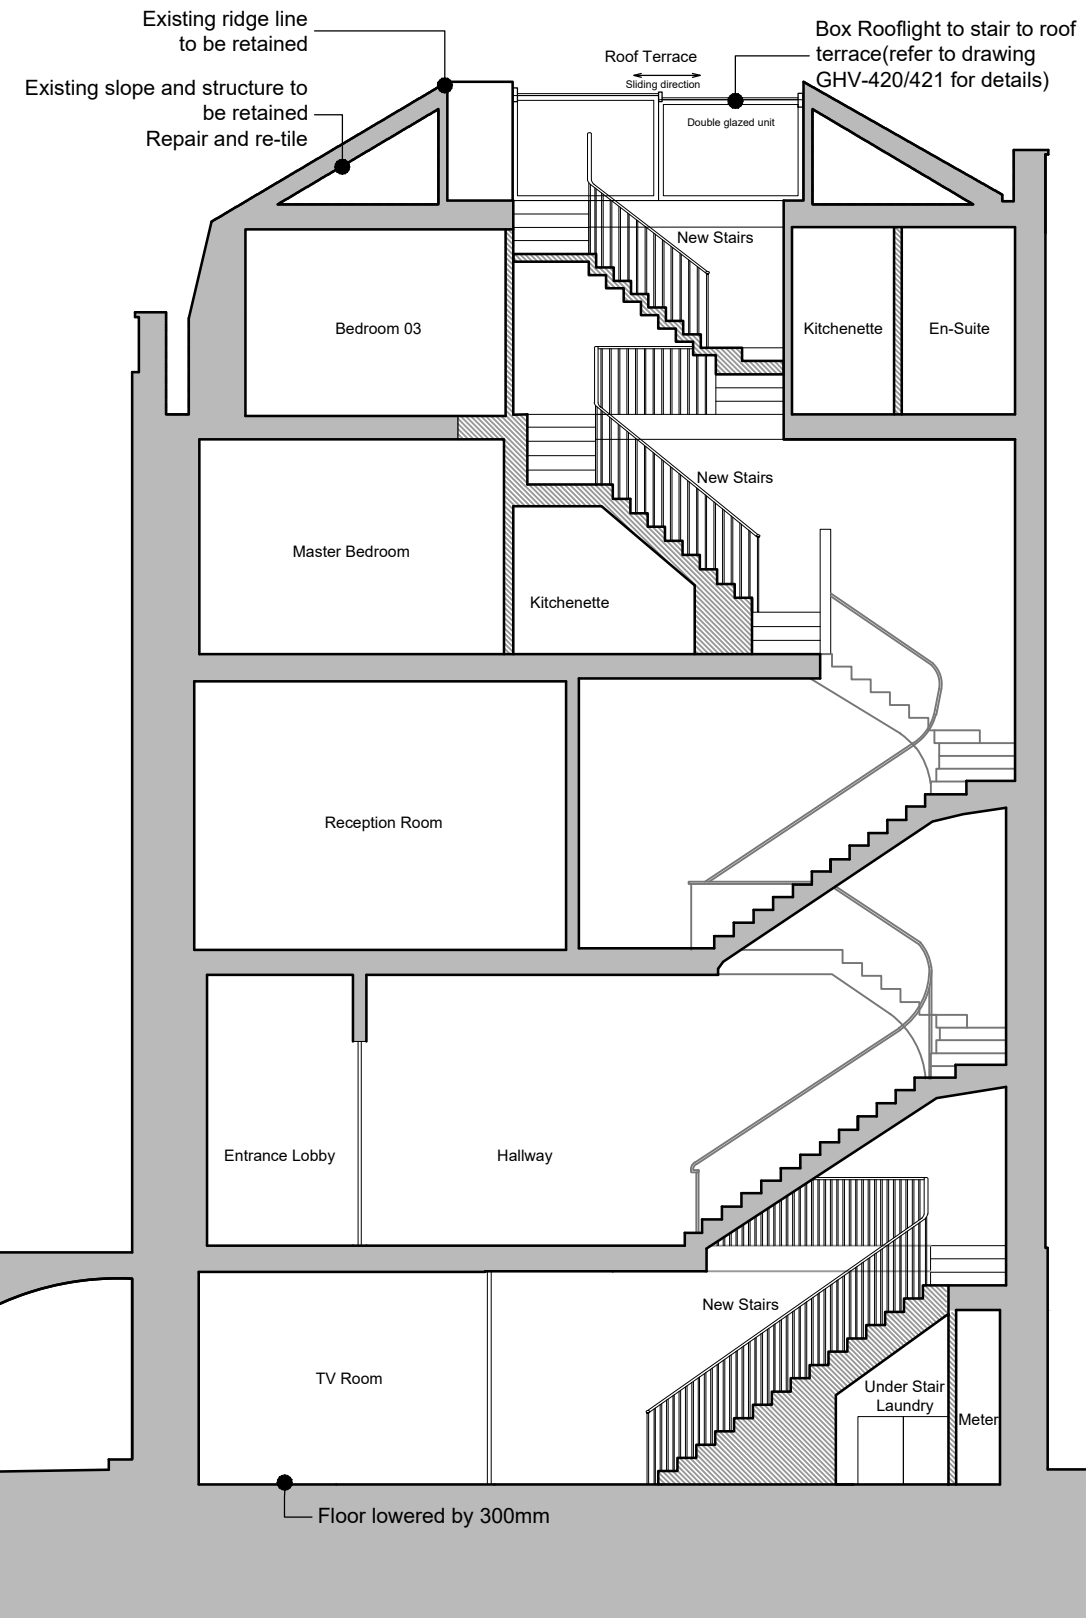 Existing ridge line
to be retained
Box Rooflight to stair to roof
terrace(refer to drawing
GHV-420/421 for details)
Roof Terrace
Sliding direction
Existing slope and structure to
be retained
Repair and re-tile
Double glazed unit
New Stairs
Bedroom 03
Kitchenette
En-Suite
New Stairs
Master Bedroom
Kitchenette
Reception Room
Entrance Lobby
Hallway
New Stairs
TV Room
Under Stair
Laundry
Meter
Floor lowered by 300mm